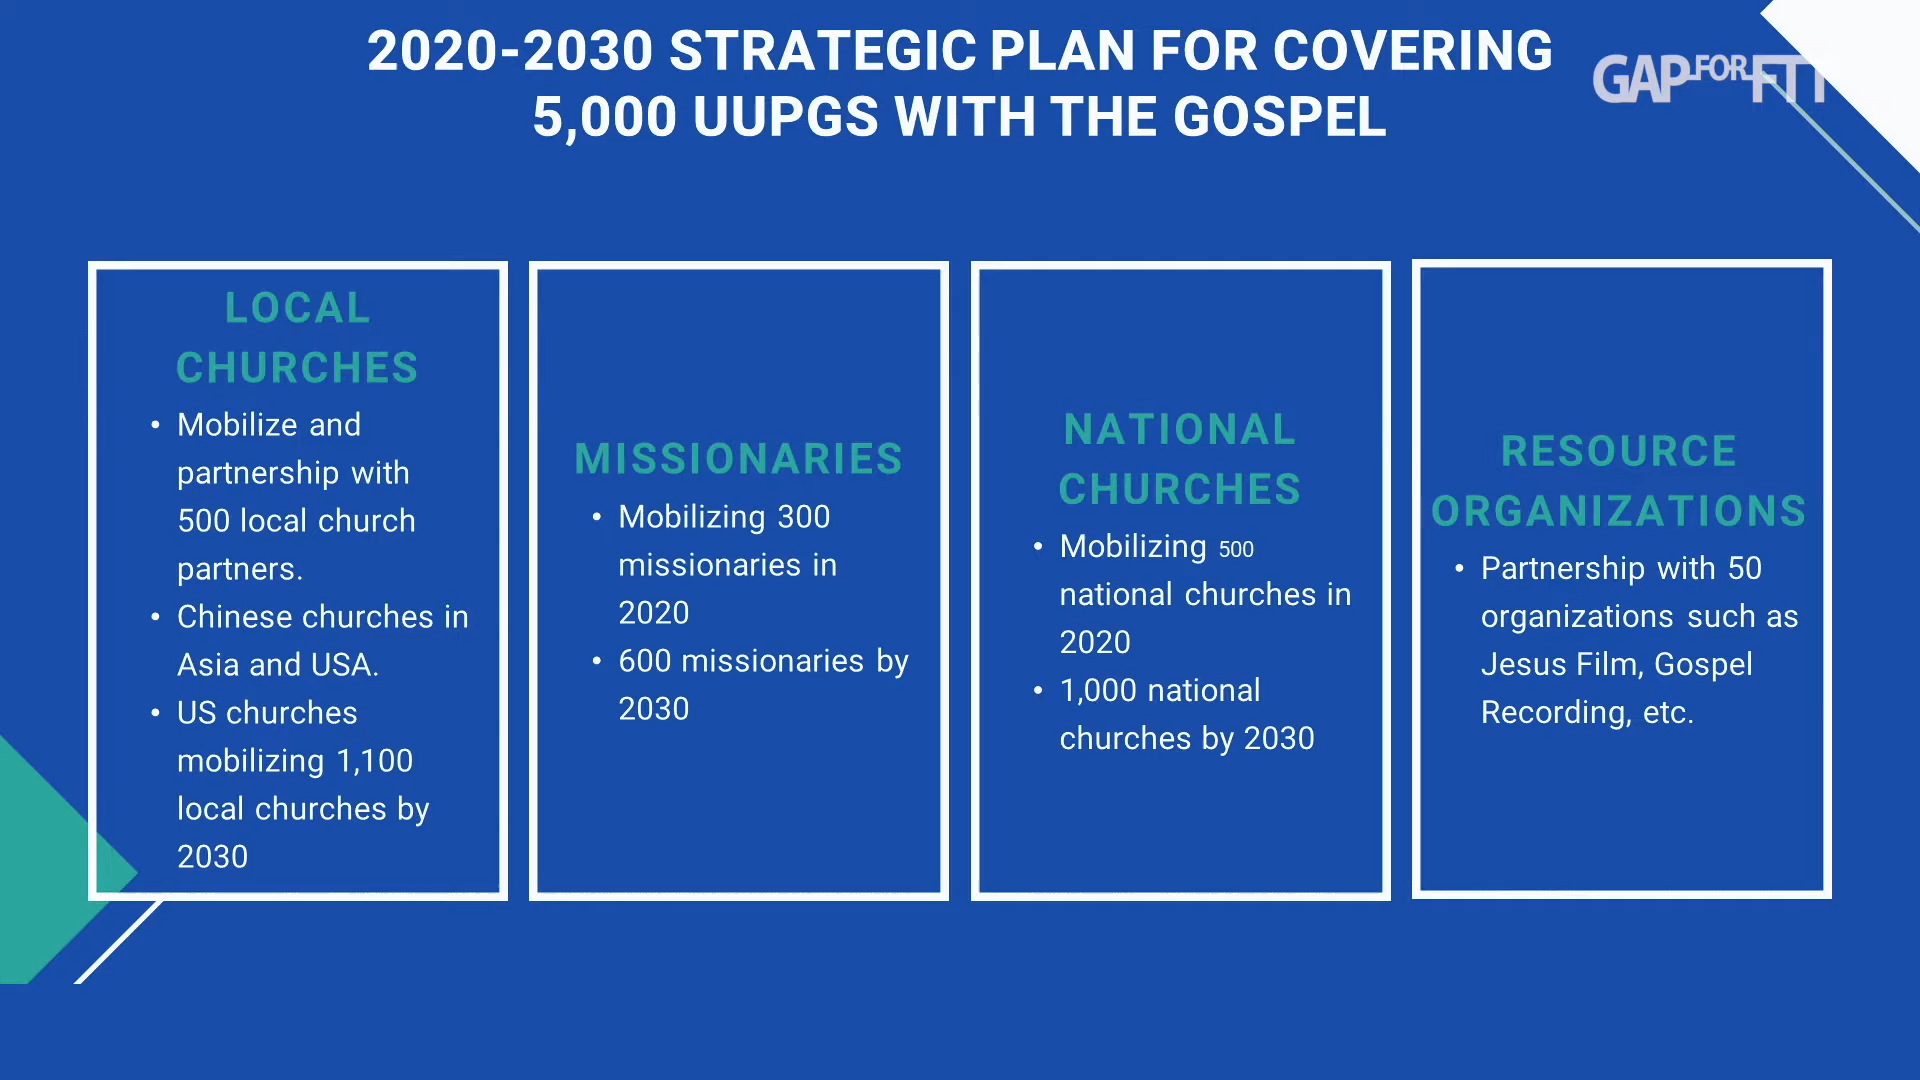 2020-2030 STRATEGIC PLAN FOR COVERING
5,000 UUPGS WITH THE GOSPEL
GAP FOR FTT
LOCAL
CHURCHES
• Mobilize and
partnership with
500 local church
partners.
• Chinese churches in
Asia and USA.
• US churches
mobilizing 1,100
local churches by
2030
MISSIONARIES
• Mobilizing 300
missionaries in
2020
• 600 missionaries by
2030
NATIONAL
CHURCHES
• Mobilizing 500
national churches in
2020
• 1,000 national
churches by 2030
RESOURCE
ORGANIZATIONS
• Partnership with 50
organizations such as
Jesus Film, Gospel
Recording, etc.